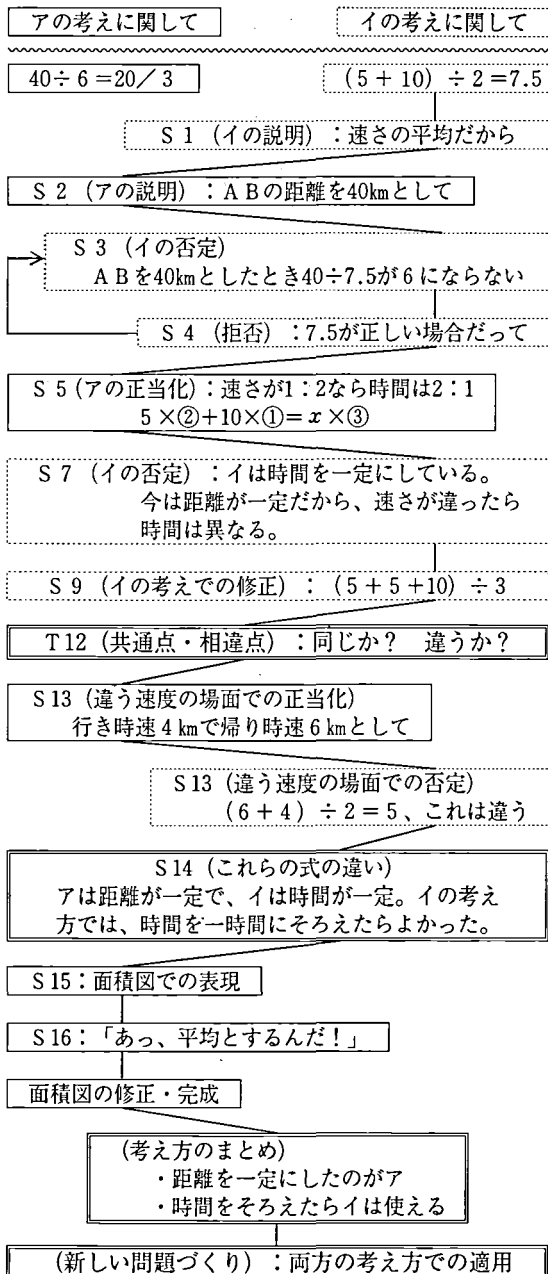 アの考えに関して　イの考えに関して
40÷6＝20／3　(5＋10)÷2＝7.5
S1（イの説明）：速さの平均だから
S2（アの説明）：ABの距離を40kmとして
S3（イの否定）
ABを40kmとしたとき40÷7.5が6にならない
S4（拒否）：7.5が正しい場合だって
S5（アの正当化）：速さが1：2なら時間は2：1
5×②＋10×①＝x×③
S7（イの否定）：イは時間を一定にしている。
今は距離が一定だから、速さが違ったら
時間は異なる。
S9（イの考えでの修正）：(5＋5＋10)÷3
T12（共通点・相違点）：同じか？　違うか？
S13（違う速度の場面での正当化）
行き時速4kmで帰り時速6kmとして
S13（違う速度の場面での否定）
(6＋4)÷2＝5、これは違う
S14（これらの式の違い）
アは距離が一定で、イは時間が一定。イの考え
方では、時間を一時間にそろえたらよかった。
S15：面積図での表現
S16：「あっ、平均とするんだ！」
面積図の修正・完成
(考え方のまとめ)
・距離を一定にしたのがア
・時間をそろえたらイは使える
(新しい問題づくり)：両方の考え方での適用